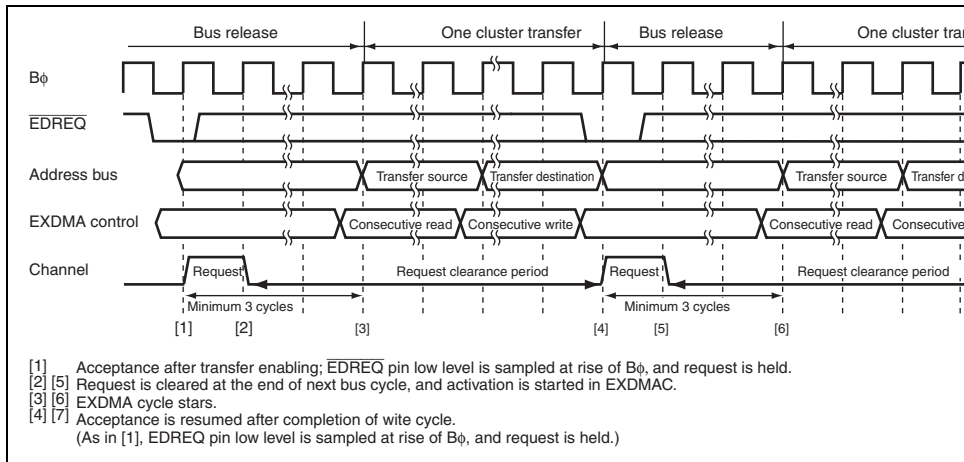 Bus release One cluster transfer Bus release One cluster tran
Bφ
EDREQ
Address bus Transfer source Transfer destination Transfer source Transfer d
EXDMA control Consecutive read Consecutive write Consecutive read Consecutive
Channel Request Request clearance period Request Request clearance period
Minimum 3 cycles Minimum 3 cycles
[1] [2] [3] [4] [5] [6]
[1] Acceptance after transfer enabling; EDREQ pin low level is sampled at rise of Bφ, and request is held.
[2] [5] Request is cleared at the end of next bus cycle, and activation is started in EXDMAC.
[3] [6] EXDMA cycle stars.
[4] [7] Acceptance is resumed after completion of wite cycle.
(As in [1], EDREQ pin low level is sampled at rise of Bφ, and request is held.)